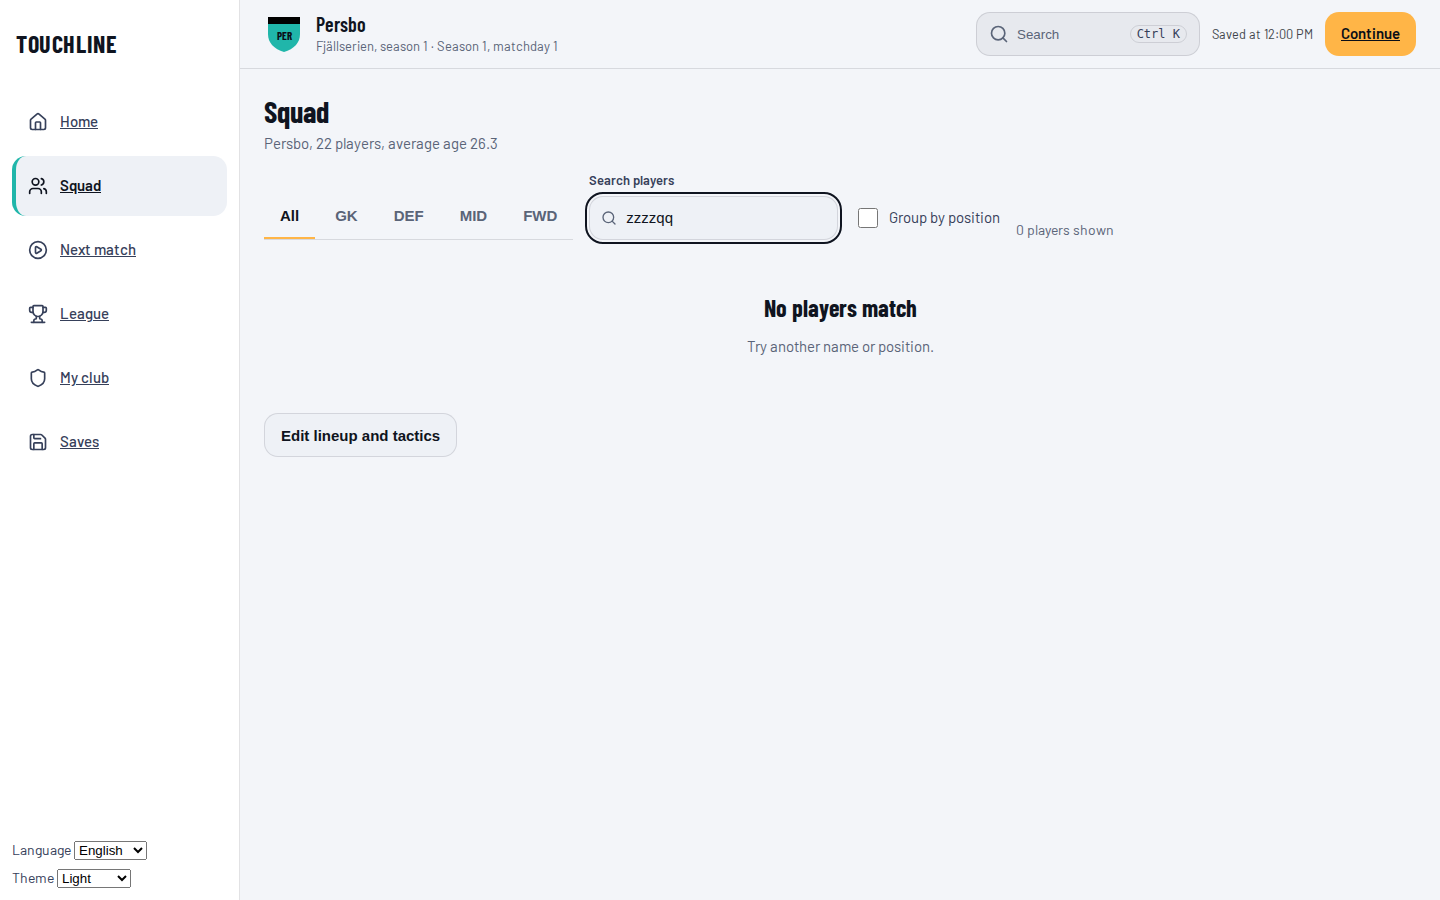 TOUCHLINE
Home
Squad
Next match
League
My club
Saves
Language English
Theme Light
PER
Persbo
Fjällserien, season 1 · Season 1, matchday 1
Search Ctrl K
Saved at 12:00 PM
Continue
Squad
Persbo, 22 players, average age 26.3
All GK DEF MID FWD
Search players
zzzzqq
Group by position
0 players shown
No players match
Try another name or position.
Edit lineup and tactics